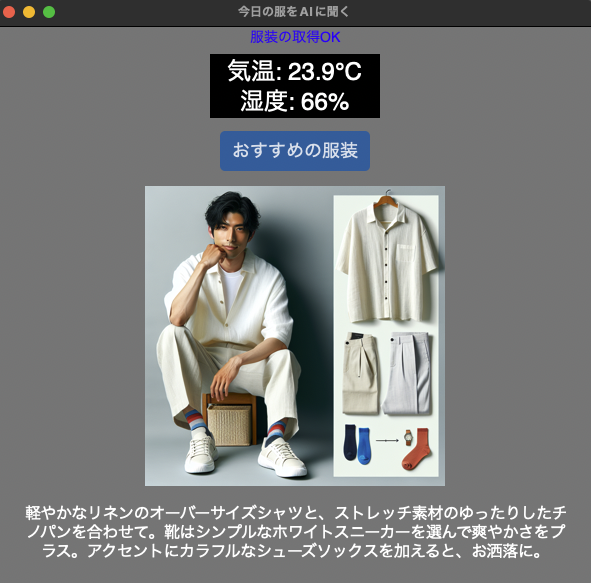 今日の服をAIに聞く
服装の取得OK
気温: 23.9℃
湿度: 66%
おすすめの服装
軽やかなリネンのオーバーサイズシャツと、ストレッチ素材のゆったりしたチ
ノパンを合わせて。靴はシンプルなホワイトスニーカーを選んで爽やかさをプ
ラス。アクセントにカラフルなシューズソックスを加えると、お洒落に。